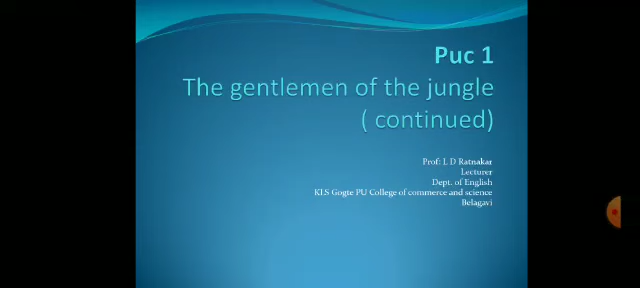 Puc 1
The gentlemen of the jungle
( continued)
Prof: L D Ratnakar
Lecturer
Dept. of English
KLS Gogte PU College of commerce and science
Belagavi